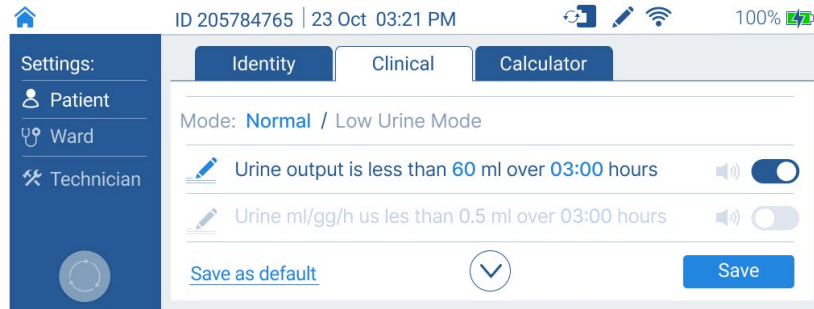 ID 205784765 | 23 Oct 03:21 PM 100%
Settings:
Patient
Ward
Technician
Identity Clinical Calculator
Mode: Normal / Low Urine Mode
Urine output is less than 60 ml over 03:00 hours
Urine ml/gg/h us les than 0.5 ml over 03:00 hours
Save as default
Save